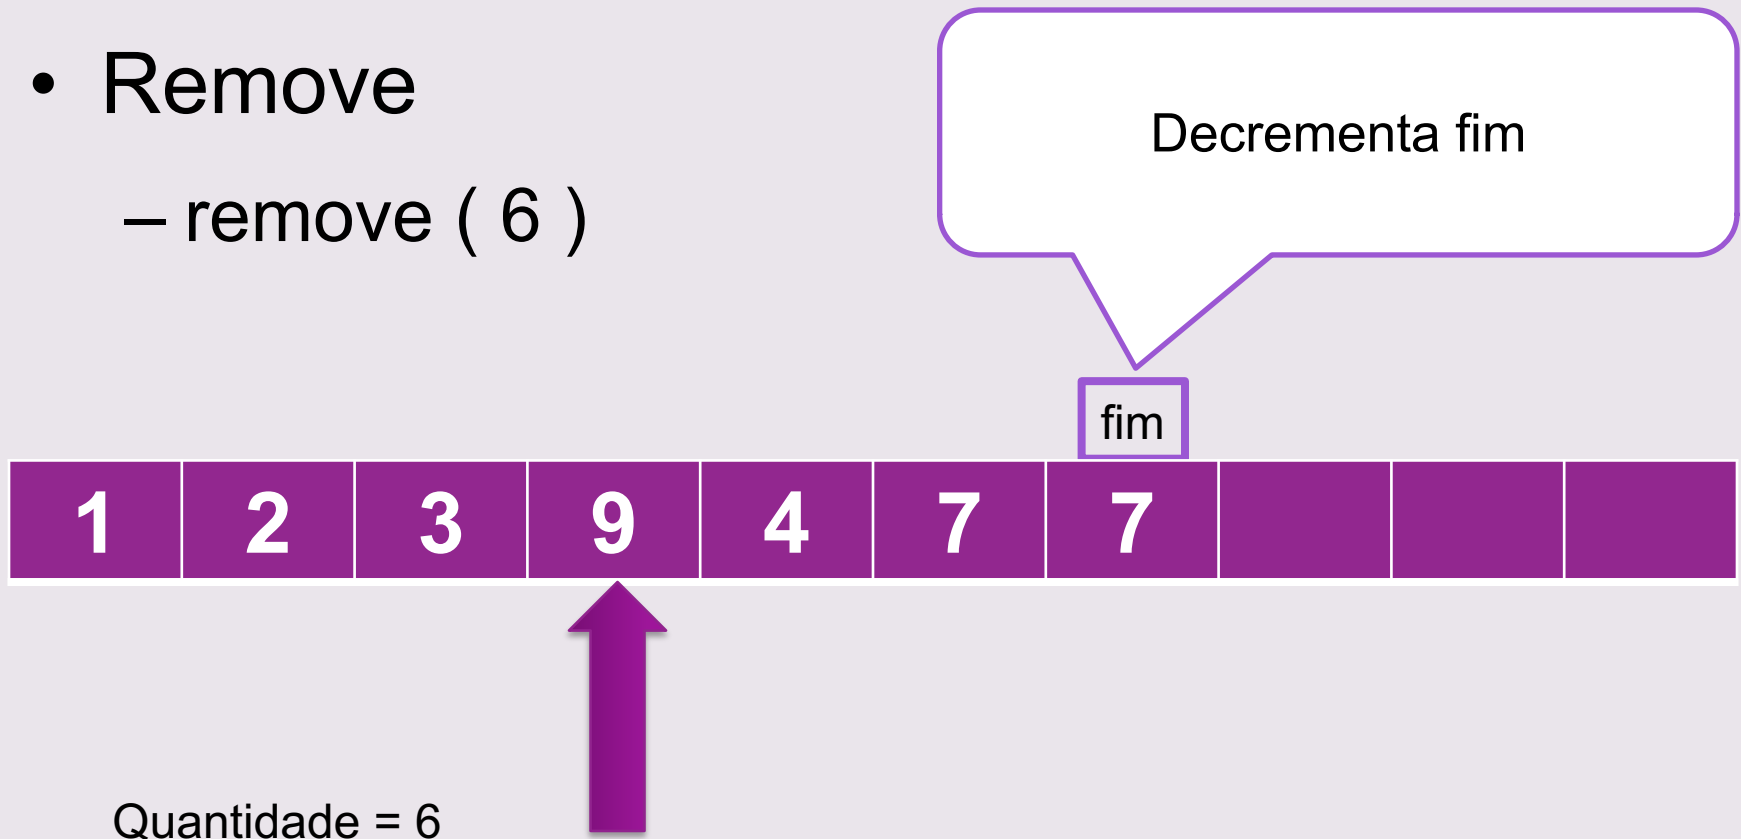 • Remove
– remove ( 6 )
Decrementa fim
fim
1 2 3 9 4 7 7
Quantidade = 6